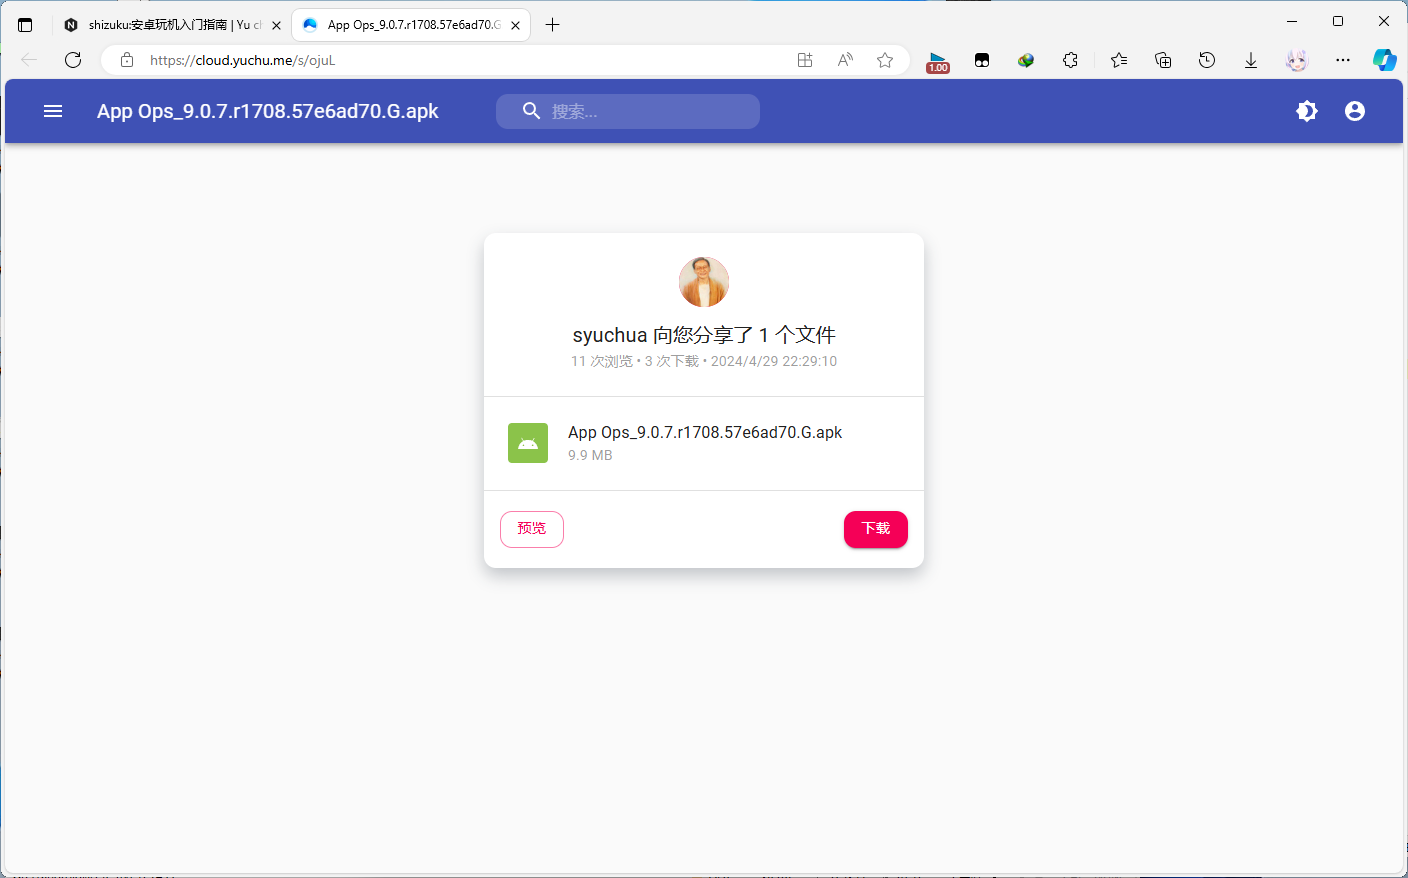 shizuku:安卓玩机入门指南 | Yu ch
App Ops_9.0.7.r1708.57e6ad70.G
https://cloud.yuchu.me/s/ojuL
1.00
App Ops_9.0.7.r1708.57e6ad70.G.apk
搜索...
syuchua 向您分享了 1 个文件
11 次浏览 • 3 次下载 • 2024/4/29 22:29:10
App Ops_9.0.7.r1708.57e6ad70.G.apk
9.9 MB
预览
下载